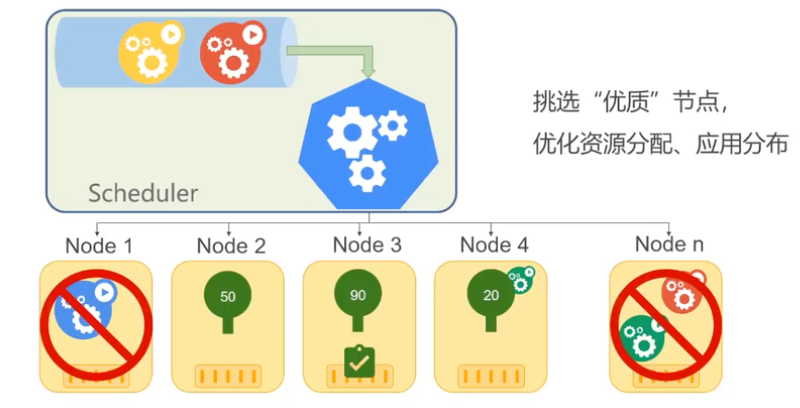 挑选“优质”节点，
优化资源分配、应用分布
Scheduler
Node 1
Node 2
Node 3
Node 4
Node n
50
90
20